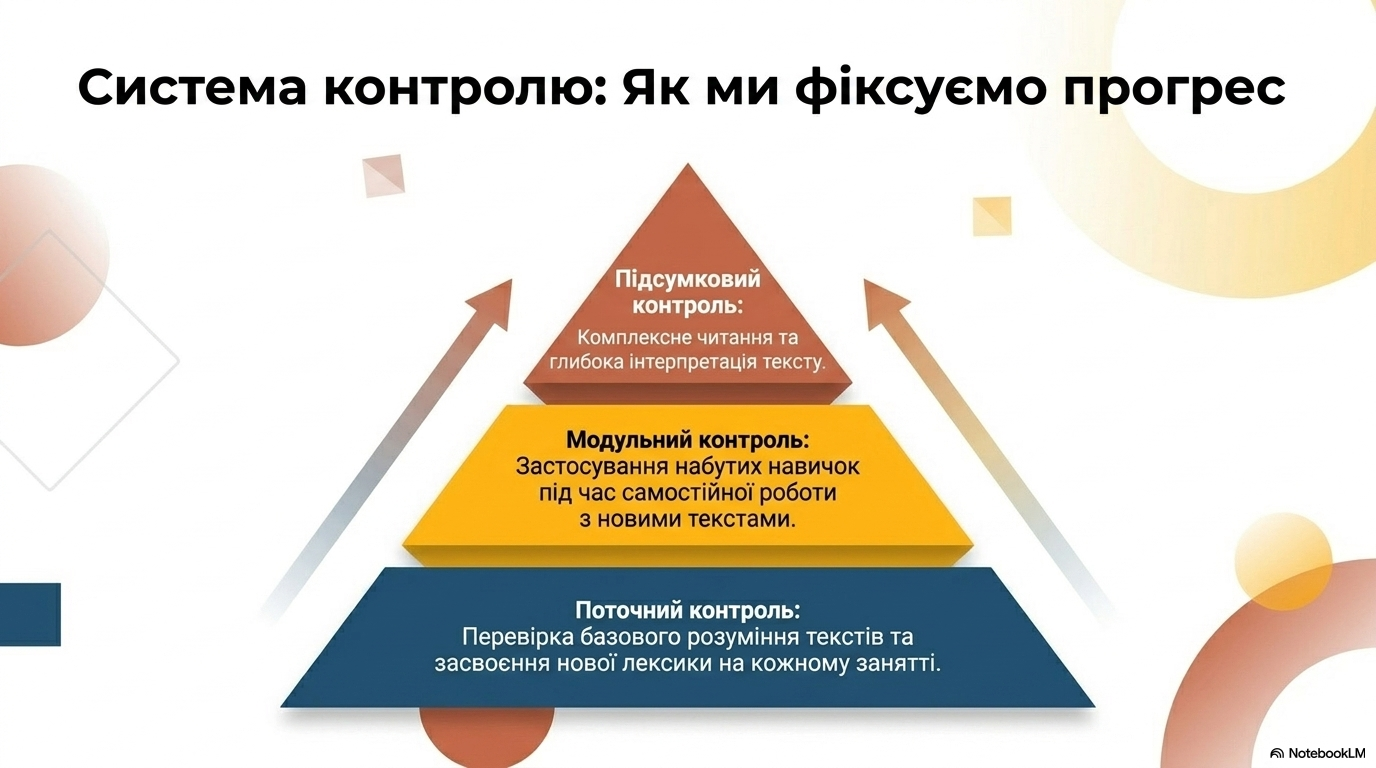 Система контролю: Як ми фіксуємо прогрес
Підсумковий
контроль:
Комплексне читання та
глибока інтерпретація тексту.
Модульний контроль:
Застосування набутих навичок
під час самостійної роботи
з новими текстами.
Поточний контроль:
Перевірка базового розуміння текстів та
засвоєння нової лексики на кожному занятті.
NotebookLM